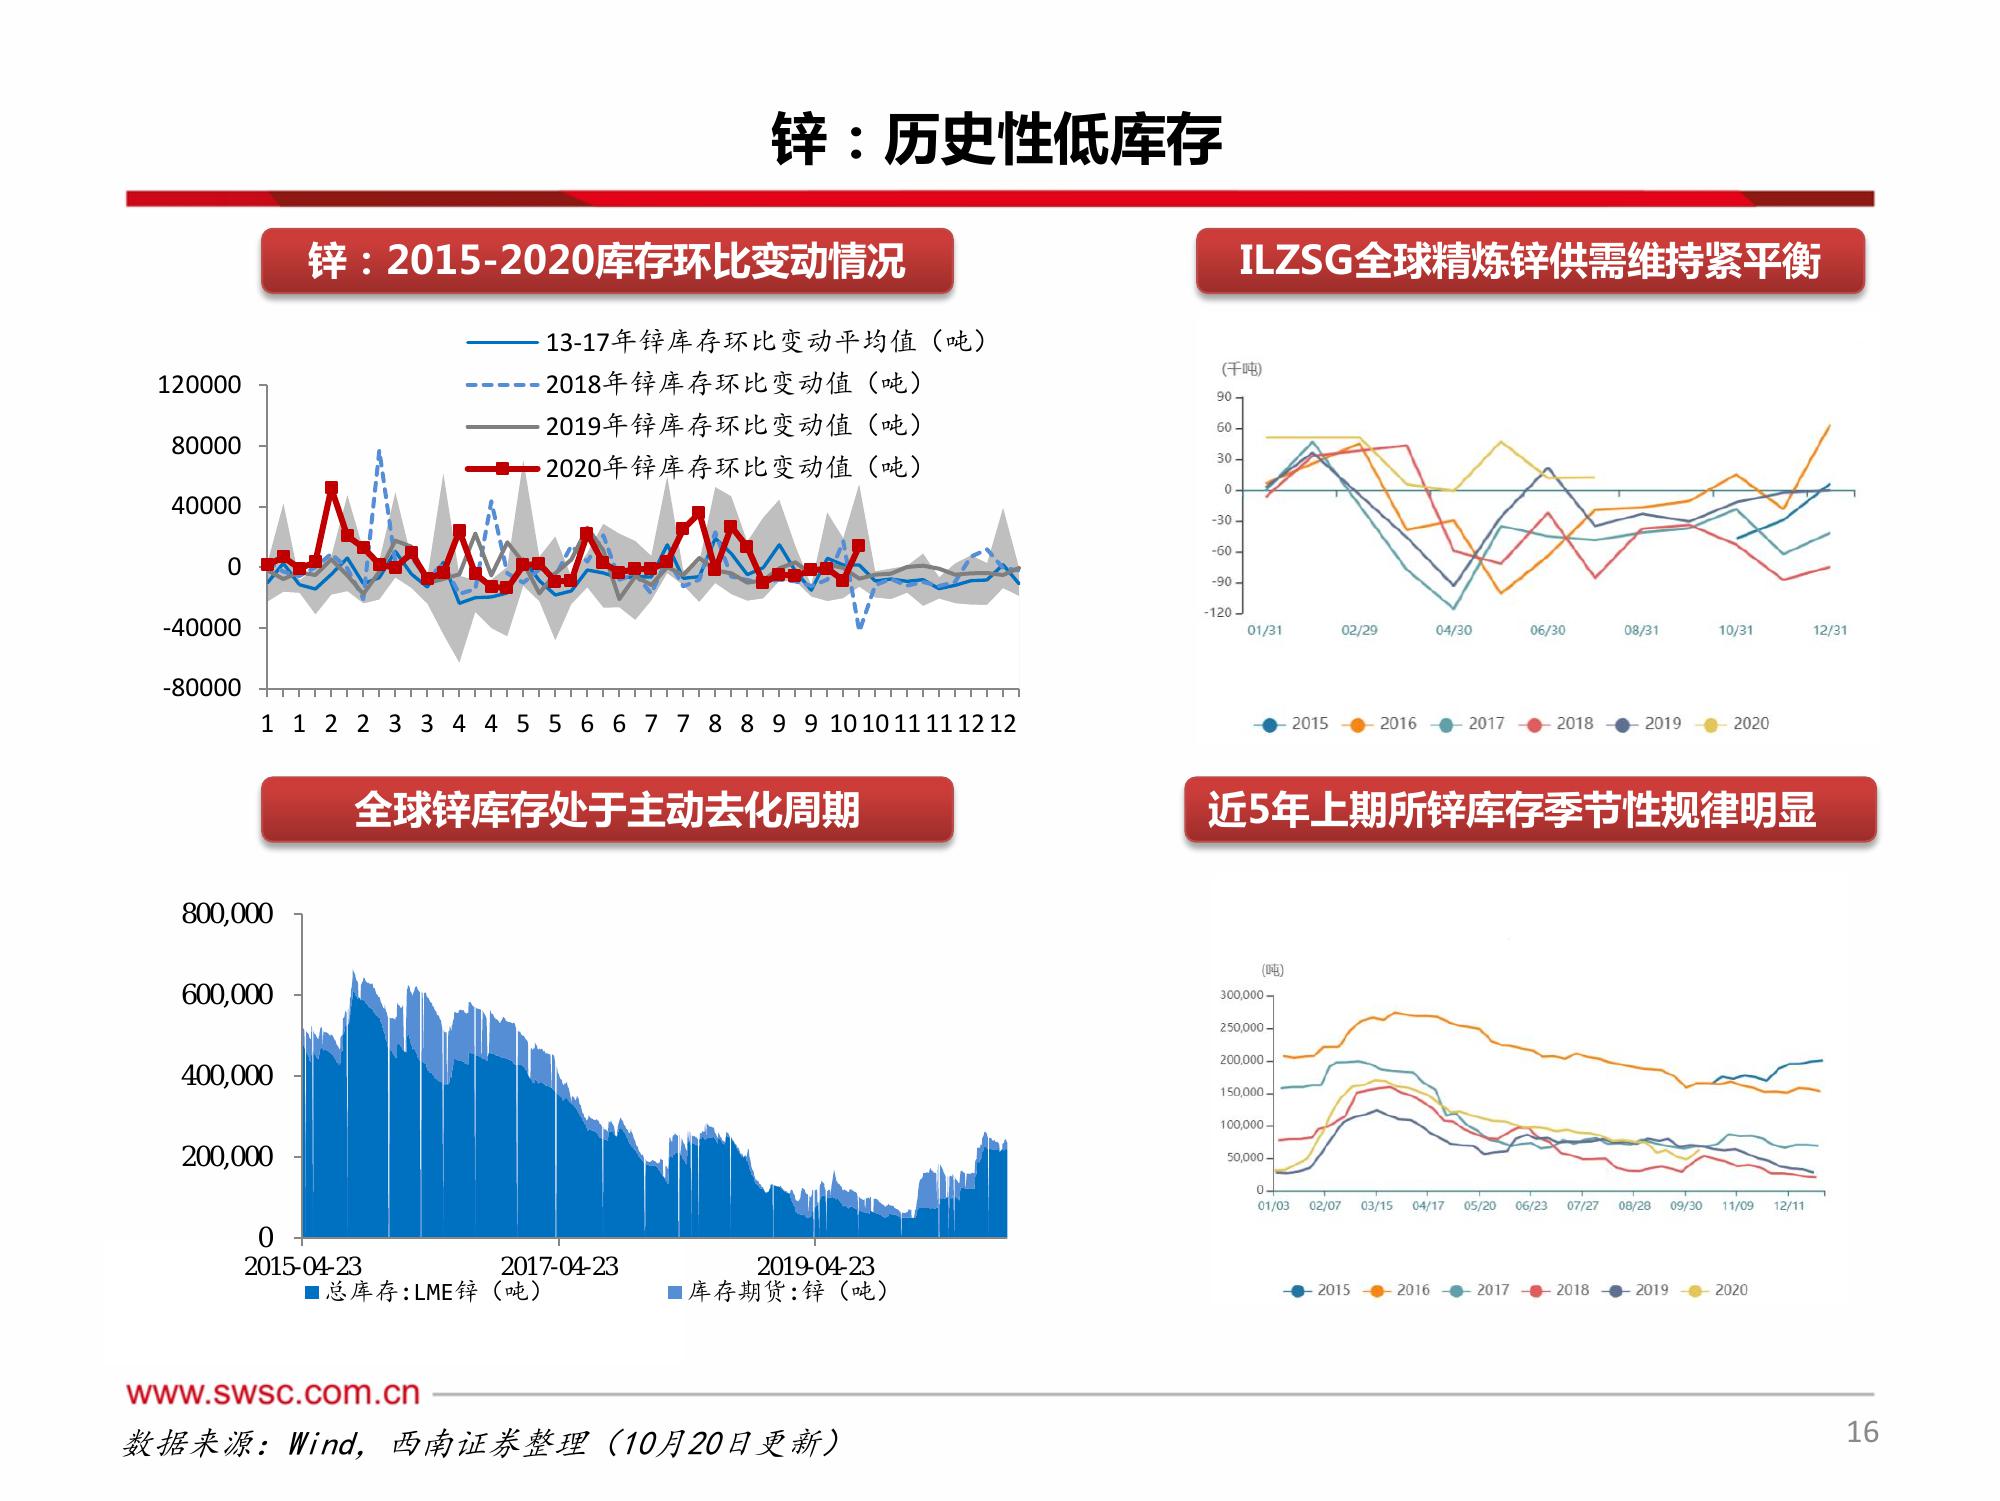 锌：历史性低库存
锌：2015-2020库存环比变动情况
13-17年锌库存环比变动平均值（吨）
2018年锌库存环比变动值（吨）
2019年锌库存环比变动值（吨）
2020年锌库存环比变动值（吨）
120000
80000
40000
0
-40000
-80000
1 1 2 2 3 3 4 4 5 5 6 6 7 7 8 8 9 9 10 10 11 11 12 12
ILZSG全球精炼锌供需维持紧平衡
(千吨)
90
60
30
0
-30
-60
-90
-120
01/31 02/29 04/30 06/30 08/31 10/31 12/31
2015 2016 2017 2018 2019 2020
全球锌库存处于主动去化周期
800,000
600,000
400,000
200,000
0
2015-04-23 2017-04-23 2019-04-23
总库存:LME锌（吨） 库存期货:锌（吨）
近5年上期所锌库存季节性规律明显
(吨)
300,000
250,000
200,000
150,000
100,000
50,000
0
01/03 02/07 03/15 04/17 05/20 06/23 07/27 08/28 09/30 11/09 12/11
2015 2016 2017 2018 2019 2020
www.swsc.com.cn
数据来源：Wind，西南证券整理（10月20日更新）
16